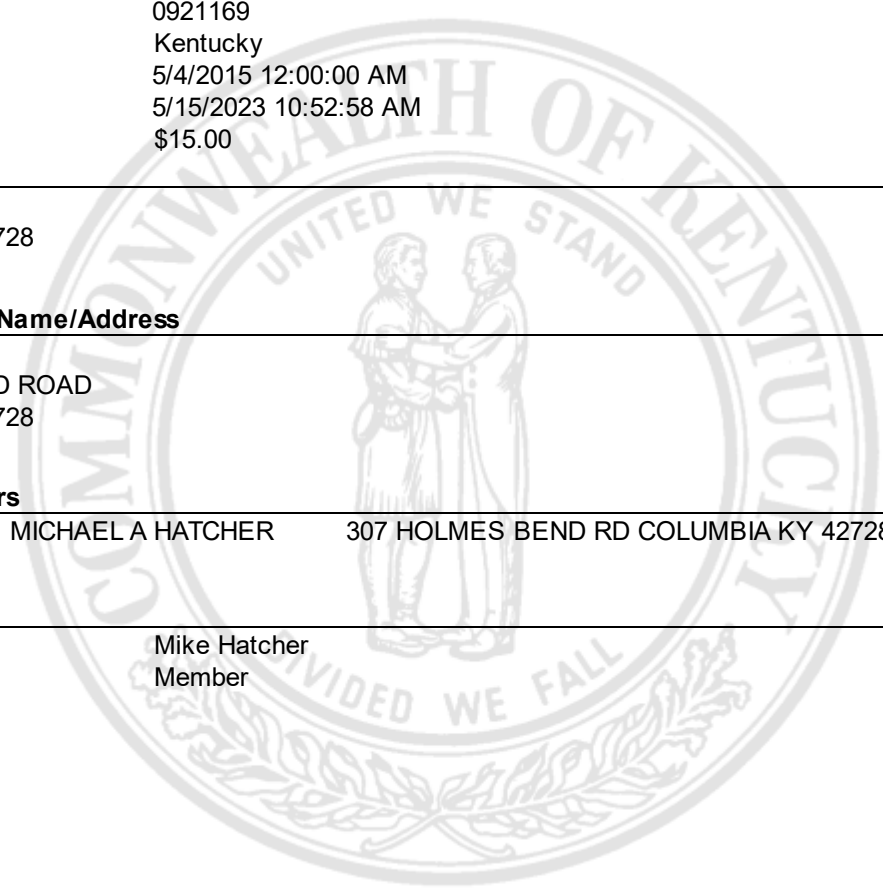 0921169
Kentucky
5/4/2015 12:00:00 AM
5/15/2023 10:52:58 AM
$15.00
728
Name/Address
D ROAD
728
rs
MICHAEL A HATCHER 307 HOLMES BEND RD COLUMBIA KY 42728
Mike Hatcher
Member
COMMONWEALTH OF KENTUCKY
UNITED WE STAND
DIVIDED WE FALL